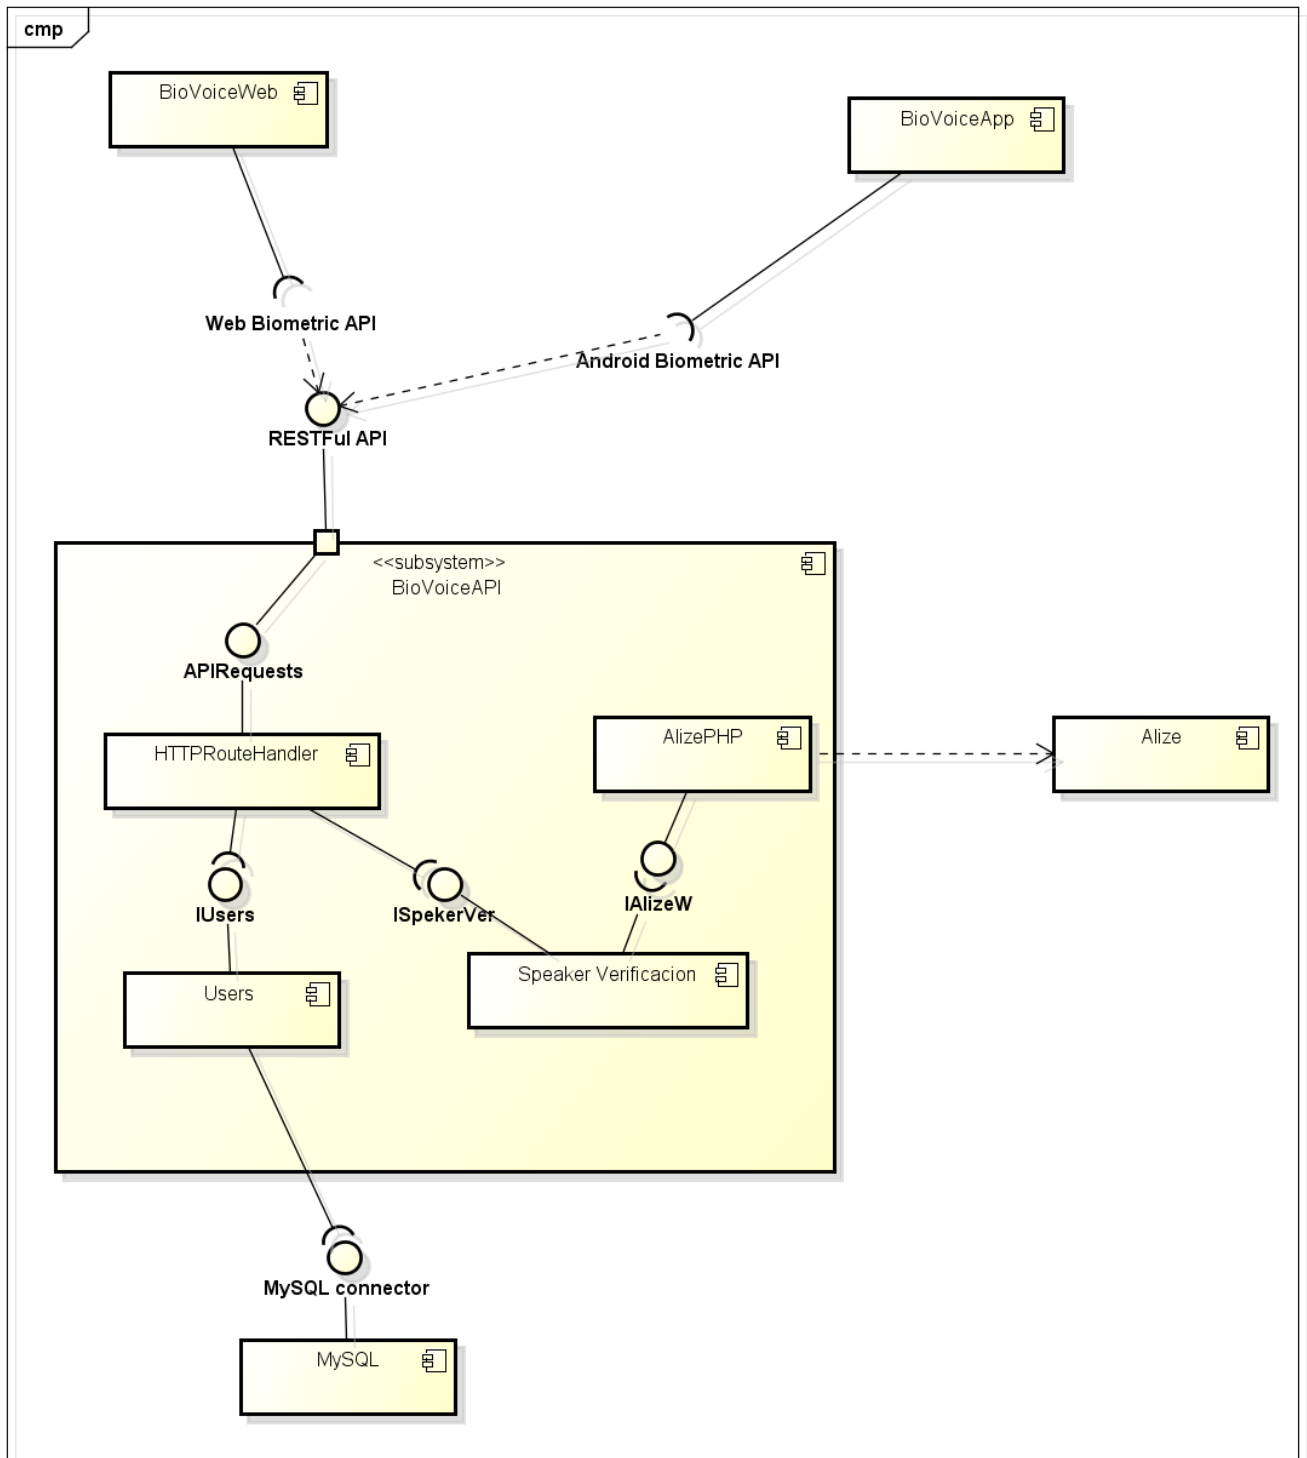 cmp
BioVoiceWeb
BioVoiceApp
Web Biometric API
Android Biometric API
RESTFul API
<<subsystem>>
BioVoiceAPI
APIRequests
HTTPRouteHandler
AlizePHP
Alize
IUsers
ISpekerVer
IAlizeW
Users
Speaker Verificacion
MySQL connector
MySQL